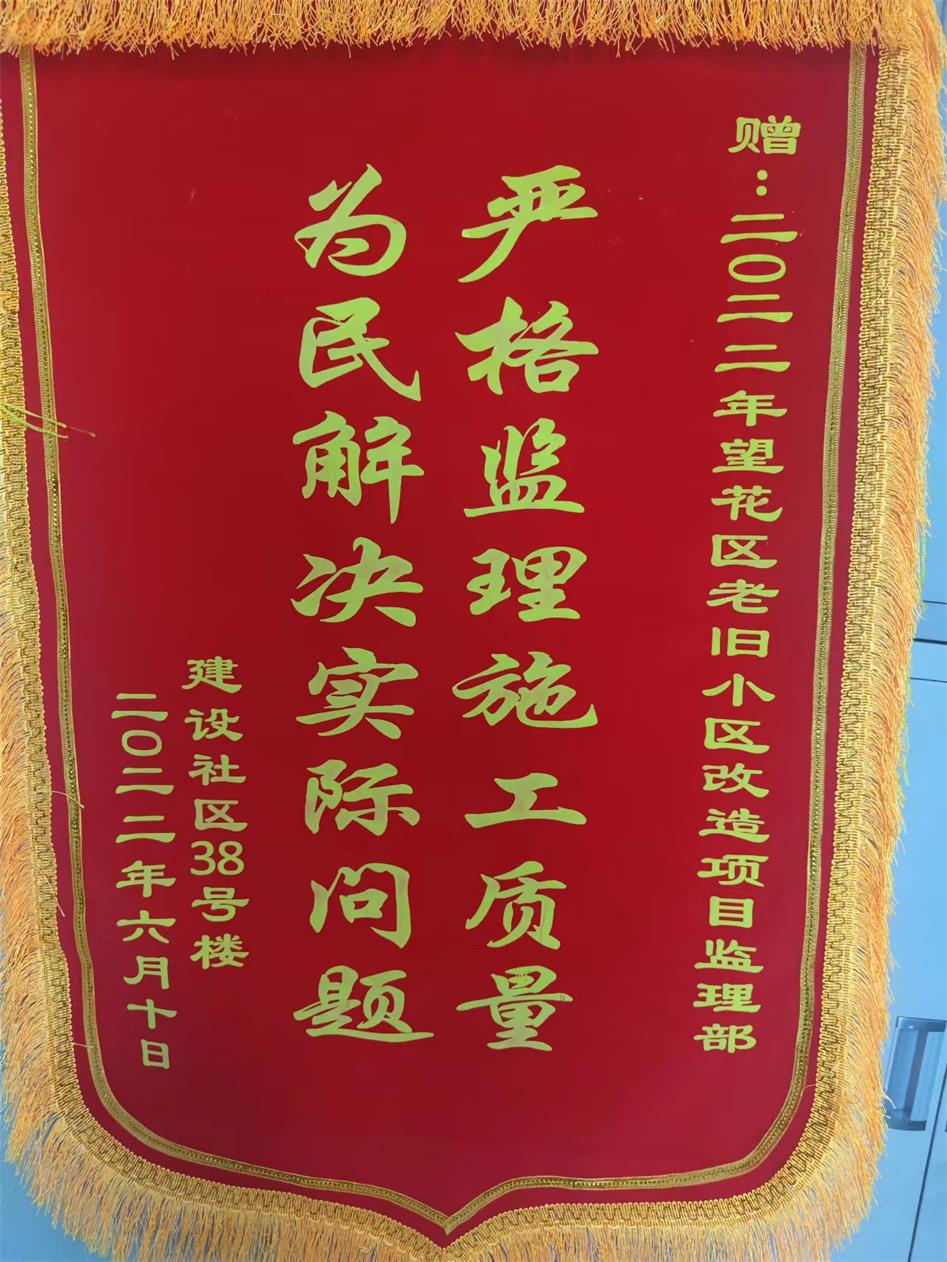 赠：二〇二二年望花区老旧小区改造项目监理部
严格监理施工质量
为民解决实际问题
建设社区38号楼
二〇二二年六月十日